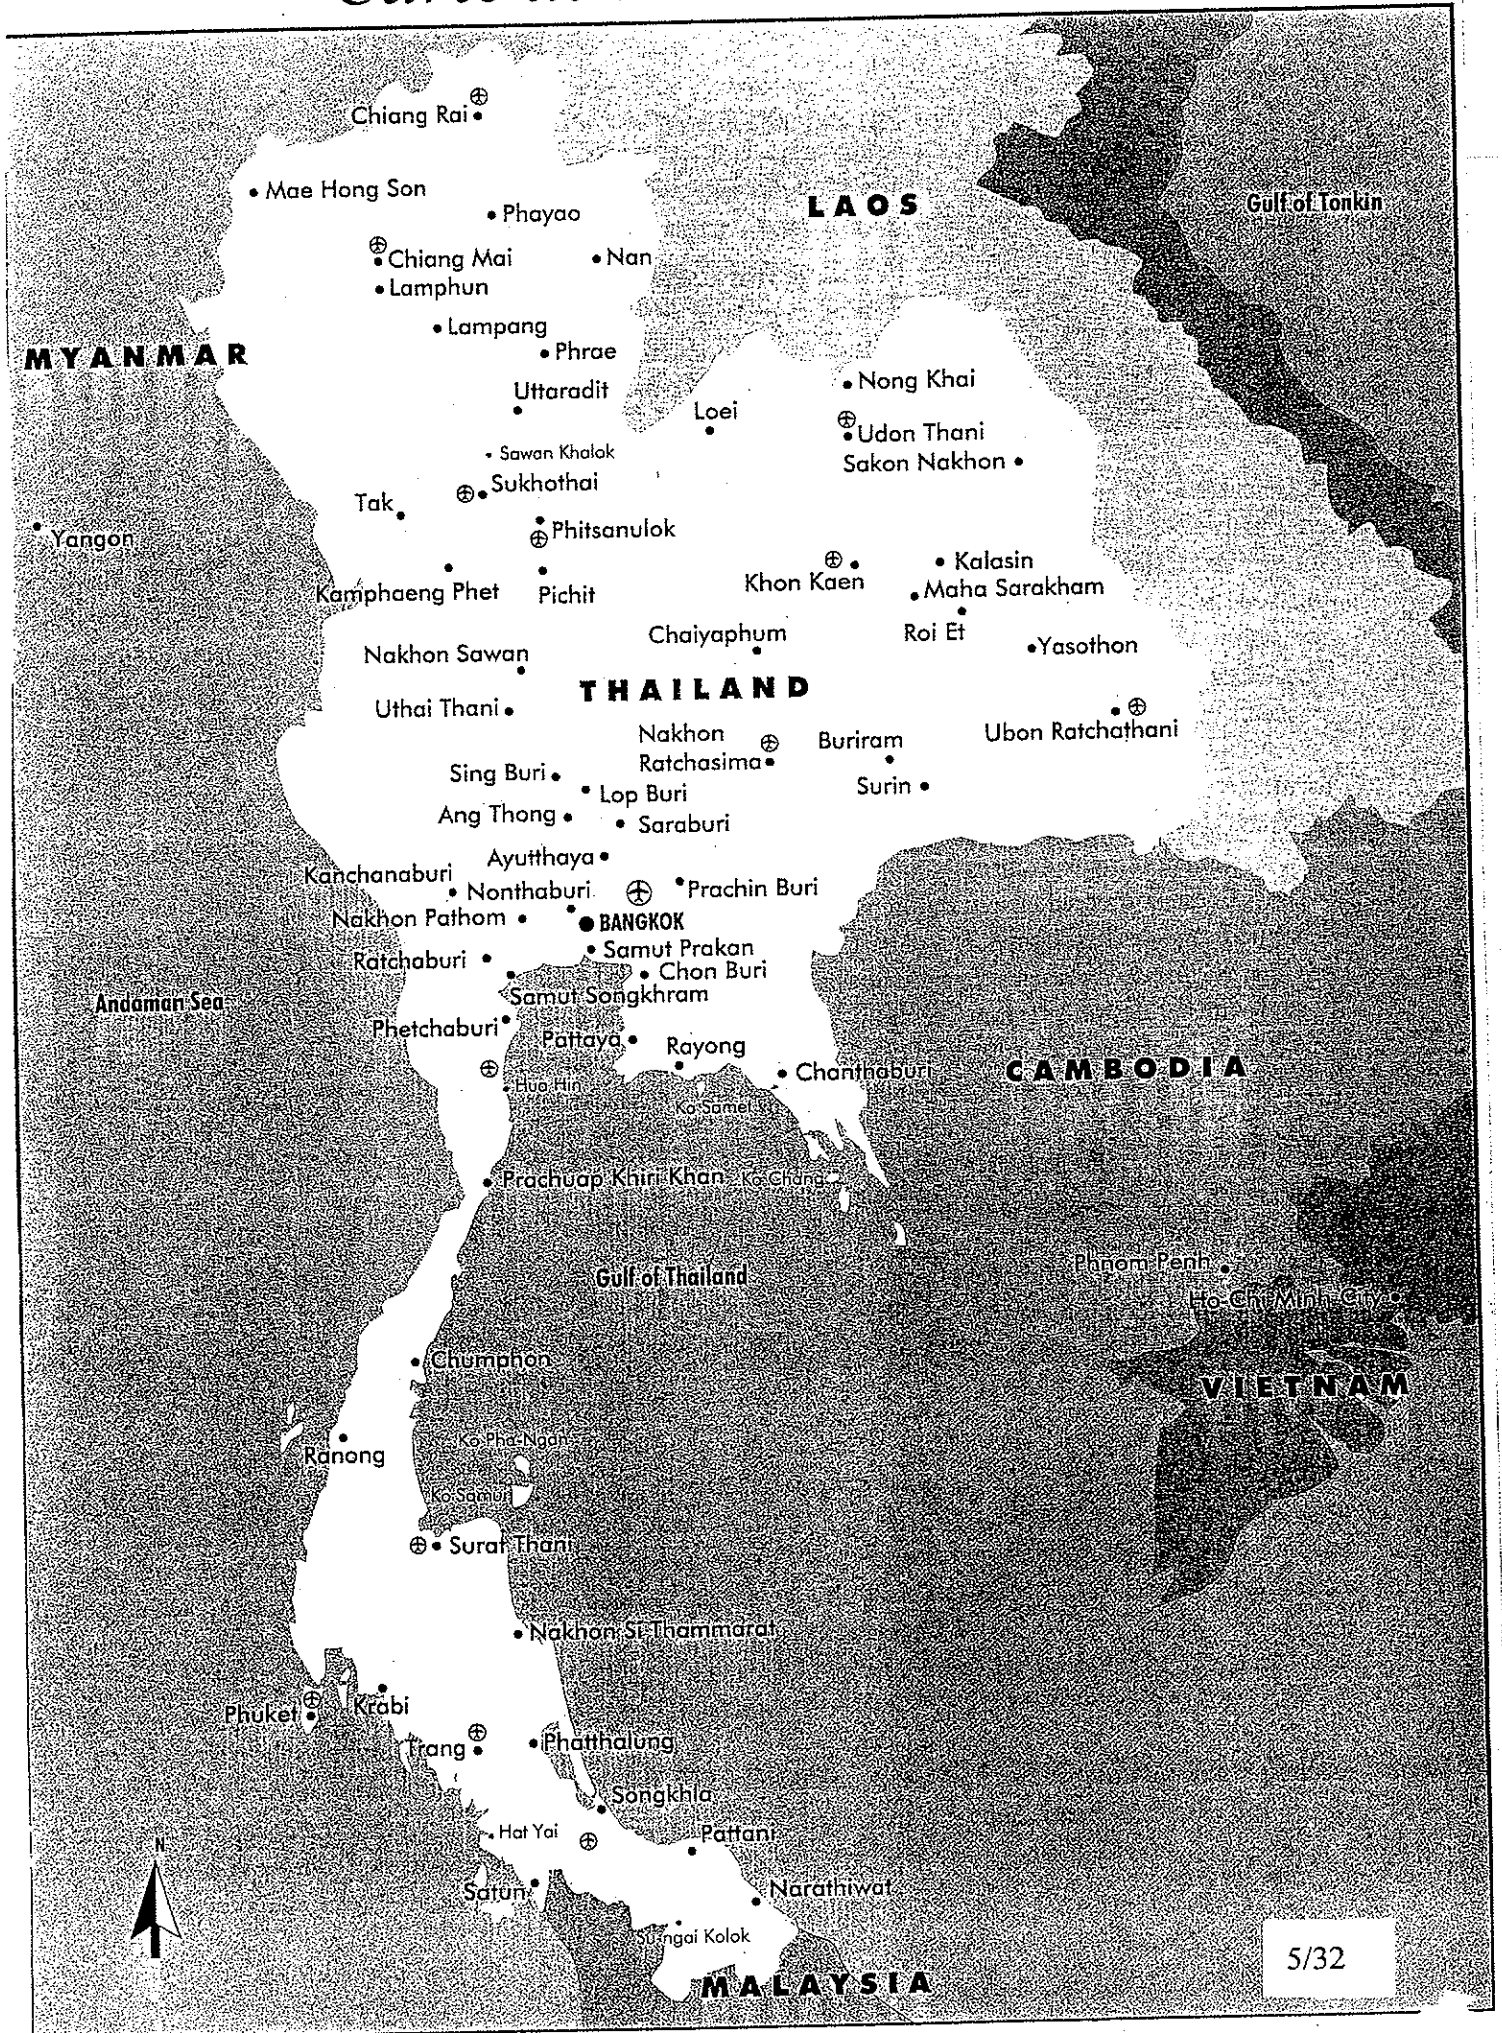 Chiang Rai
Mae Hong Son
Phayao
LAOS
Gulf of Tonkin
Chiang Mai
Nan
Lamphun
Lampang
MYANMAR
Phrae
Nong Khai
Uttaradit
Loei
Udon Thani
Sawan Khalok
Sakon Nakhon
Sukhothai
Tak
Phitsanulok
Yangon
Kalasin
Khon Kaen
Maha Sarakham
Kamphaeng Phet
Pichit
Chaiyaphum
Roi Et
Yasothon
Nakhon Sawan
THAILAND
Uthai Thani
Ubon Ratchathani
Nakhon
Ratchasima
Buriram
Sing Buri
Surin
Lop Buri
Ang Thong
Saraburi
Ayutthaya
Kanchanaburi
Nonthaburi
Prachin Buri
Nakhon Pathom
BANGKOK
Samut Prakan
Ratchaburi
Chon Buri
Samut Songkhram
Andaman Sea
Phetchaburi
Pattaya
Rayong
Chanthaburi
CAMBODIA
Hua Hin
Ko Samet
Prachuap Khiri Khan
Ko Chang
Phnom Penh
Gulf of Thailand
Ho-Chi-Minh-City
Chumphon
VIETNAM
Ko Pha-Ngan
Ranong
Ko Samui
Surat Thani
Nakhon Si Thammarat
Phuket
Krabi
Trang
Phatthalung
Songkhla
Hat Yai
Pattani
N
Satun
Narathiwat
Su-ngai Kolok
MALAYSIA
5/32